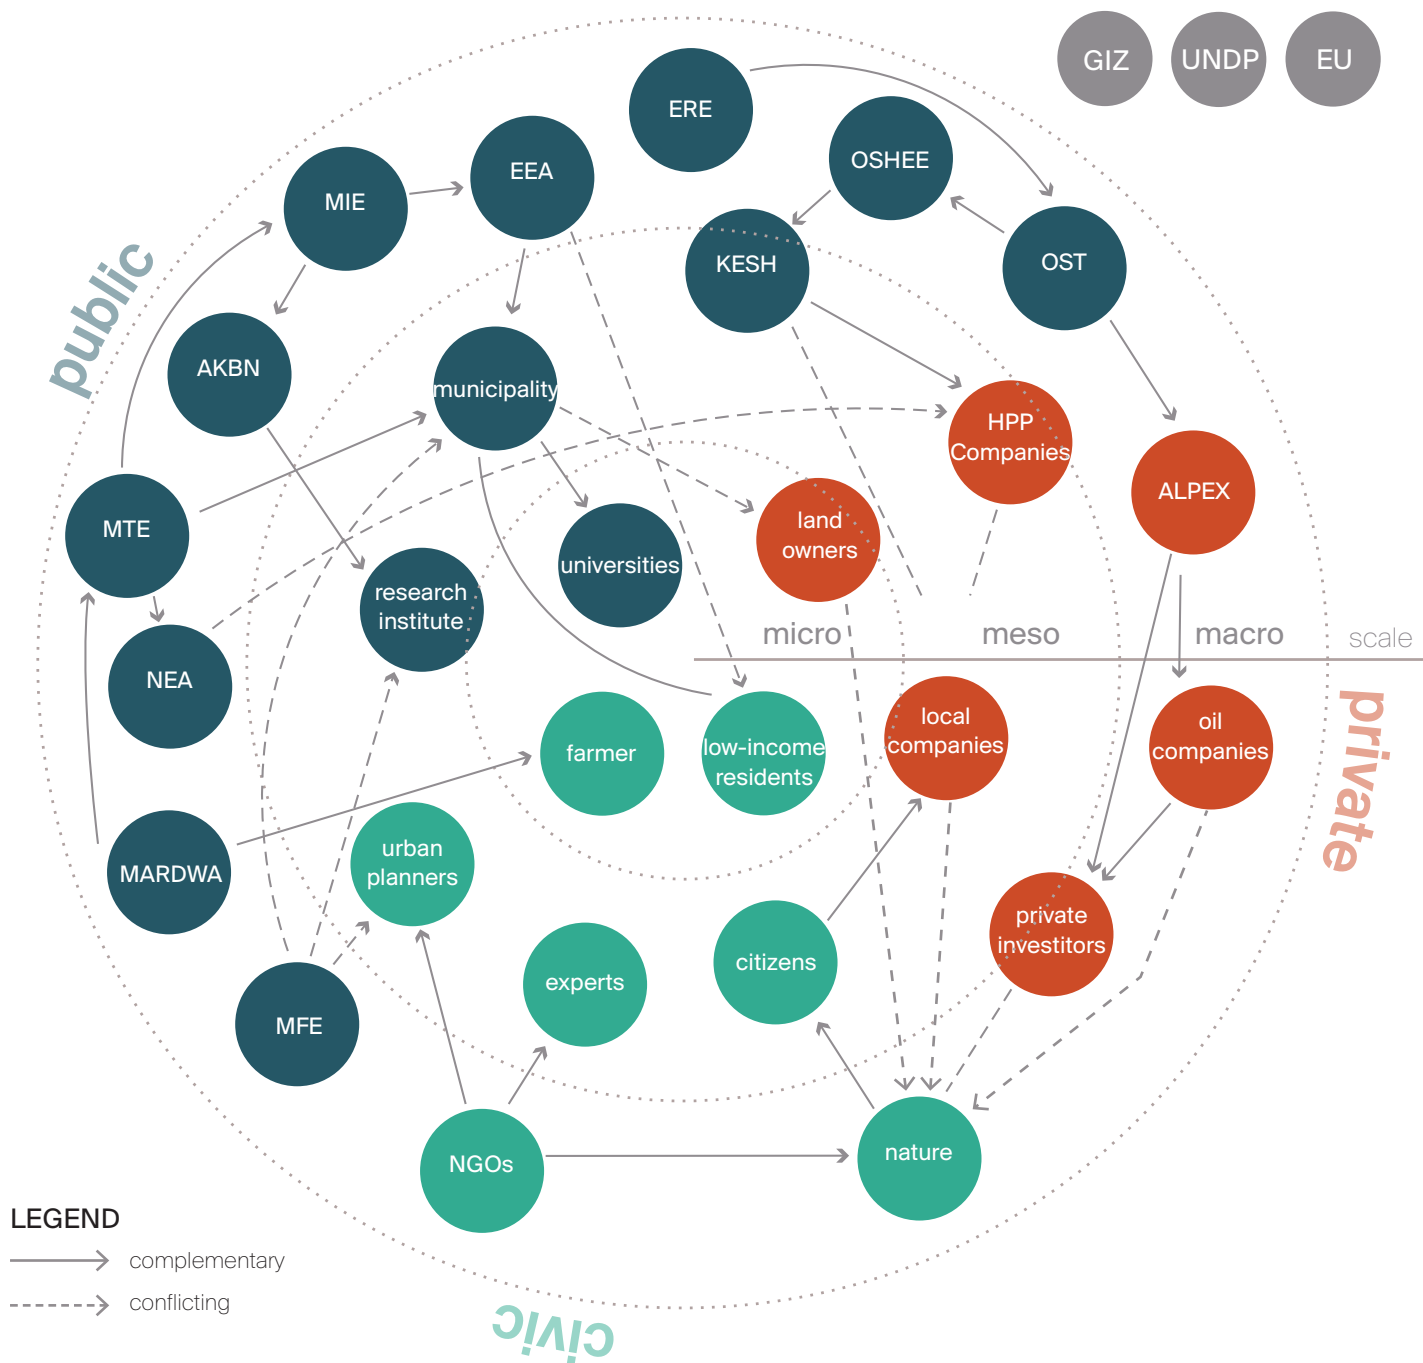 GIZ
UNDP
EU
ERE
OSHEE
EEA
MIE
KESH
OST
public
AKBN
municipality
HPP
Companies
ALPEX
MTE
land
owners
universities
research
institute
micro
meso
macro
scale
NEA
private
local
companies
oil
companies
farmer
low-income
residents
MARDWA
urban
planners
private
investitors
citizens
experts
MFE
nature
NGOs
LEGEND
complementary
conflicting
civic